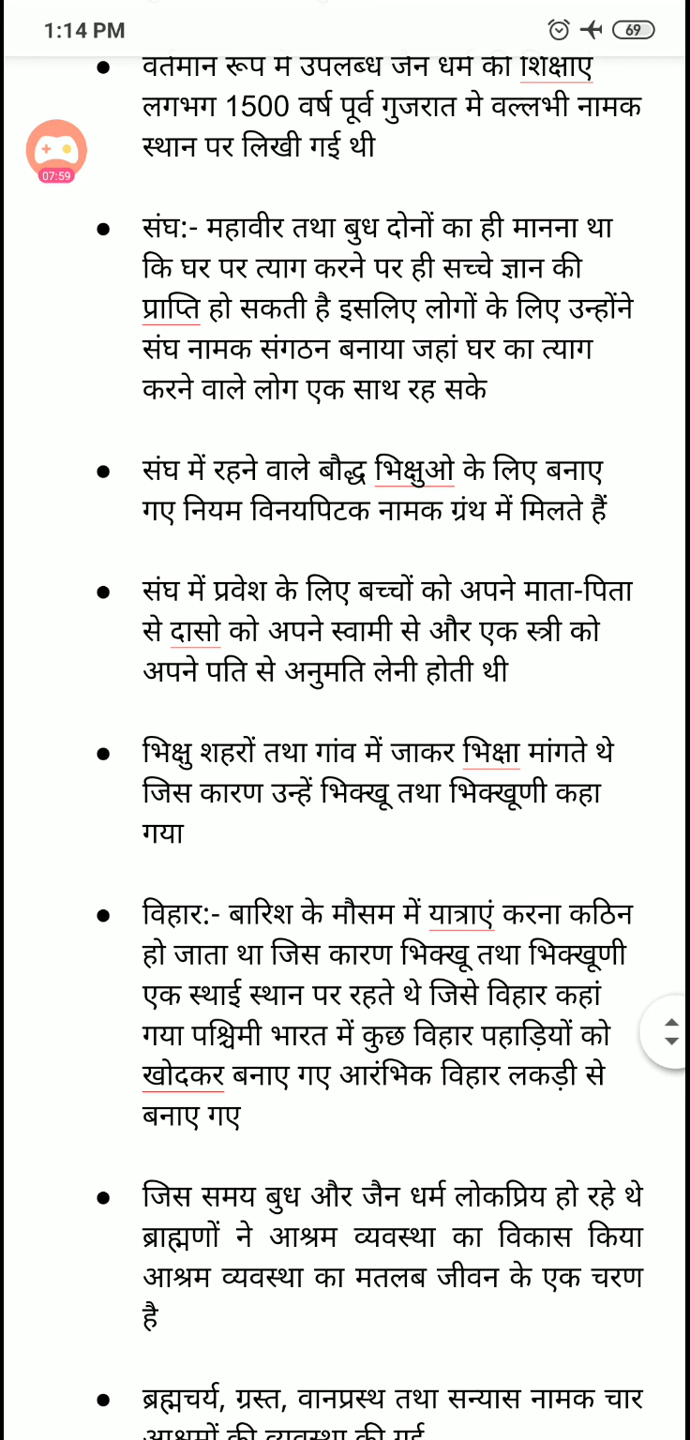 1:14 PM
69
वर्तमान रूप में उपलब्ध जैन धर्म की शिक्षाएं
लगभग 1500 वर्ष पूर्व गुजरात मे वल्लभी नामक
स्थान पर लिखी गई थी
07:59
संघ:- महावीर तथा बुध दोनों का ही मानना था
कि घर पर त्याग करने पर ही सच्चे ज्ञान की
प्राप्ति हो सकती है इसलिए लोगों के लिए उन्होंने
संघ नामक संगठन बनाया जहां घर का त्याग
करने वाले लोग एक साथ रह सके
संघ में रहने वाले बौद्ध भिक्षुओ के लिए बनाए
गए नियम विनयपिटक नामक ग्रंथ में मिलते हैं
संघ में प्रवेश के लिए बच्चों को अपने माता-पिता
से दासो को अपने स्वामी से और एक स्त्री को
अपने पति से अनुमति लेनी होती थी
भिक्षु शहरों तथा गांव में जाकर भिक्षा मांगते थे
जिस कारण उन्हें भिक्खू तथा भिक्खूणी कहा
गया
विहार:- बारिश के मौसम में यात्राएं करना कठिन
हो जाता था जिस कारण भिक्खू तथा भिक्खूणी
एक स्थाई स्थान पर रहते थे जिसे विहार कहां
गया पश्चिमी भारत में कुछ विहार पहाड़ियों को
खोदकर बनाए गए आरंभिक विहार लकड़ी से
बनाए गए
जिस समय बुध और जैन धर्म लोकप्रिय हो रहे थे
ब्राह्मणों ने आश्रम व्यवस्था का विकास किया
आश्रम व्यवस्था का मतलब जीवन के एक चरण
है
ब्रह्मचर्य, ग्रस्त, वानप्रस्थ तथा सन्यास नामक चार
आश्रमों की व्यवस्था की गई